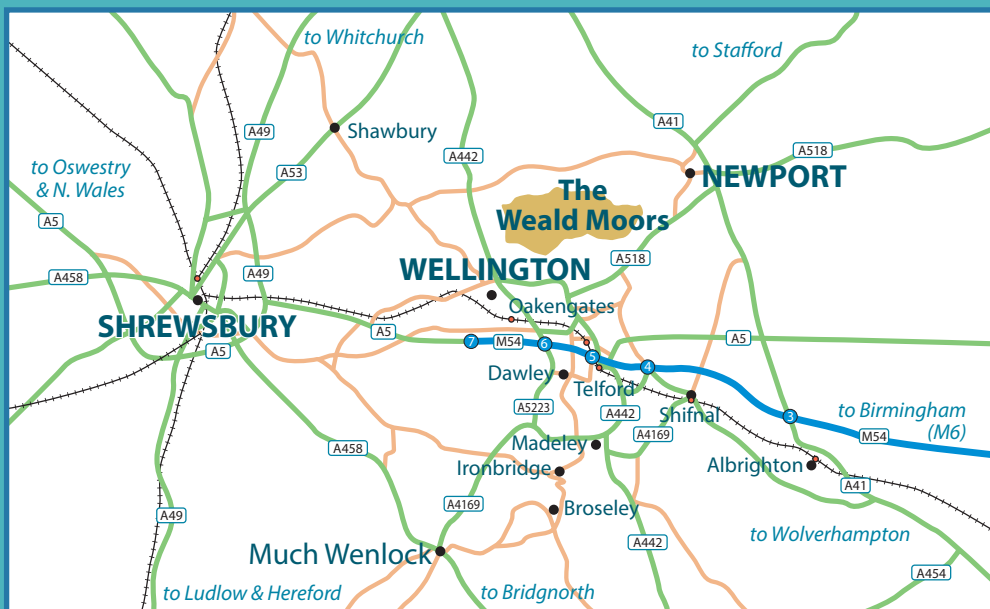 to Whitchurch
to Stafford
A49
Shawbury
A41
A442
A518
A53
to Oswestry
& N. Wales
NEWPORT
The
Weald Moors
A5
A518
A458
A49
WELLINGTON
Oakengates
SHREWSBURY
A5
A5
7
M54
6
5
4
A5
Dawley
Telford
A5223
A442
Shifnal
3
to Birmingham
(M6)
M54
A458
Madeley
A4169
Ironbridge
Albrighton
A41
A4169
Broseley
A49
to Wolverhampton
A442
Much Wenlock
A454
to Ludlow & Hereford
to Bridgnorth